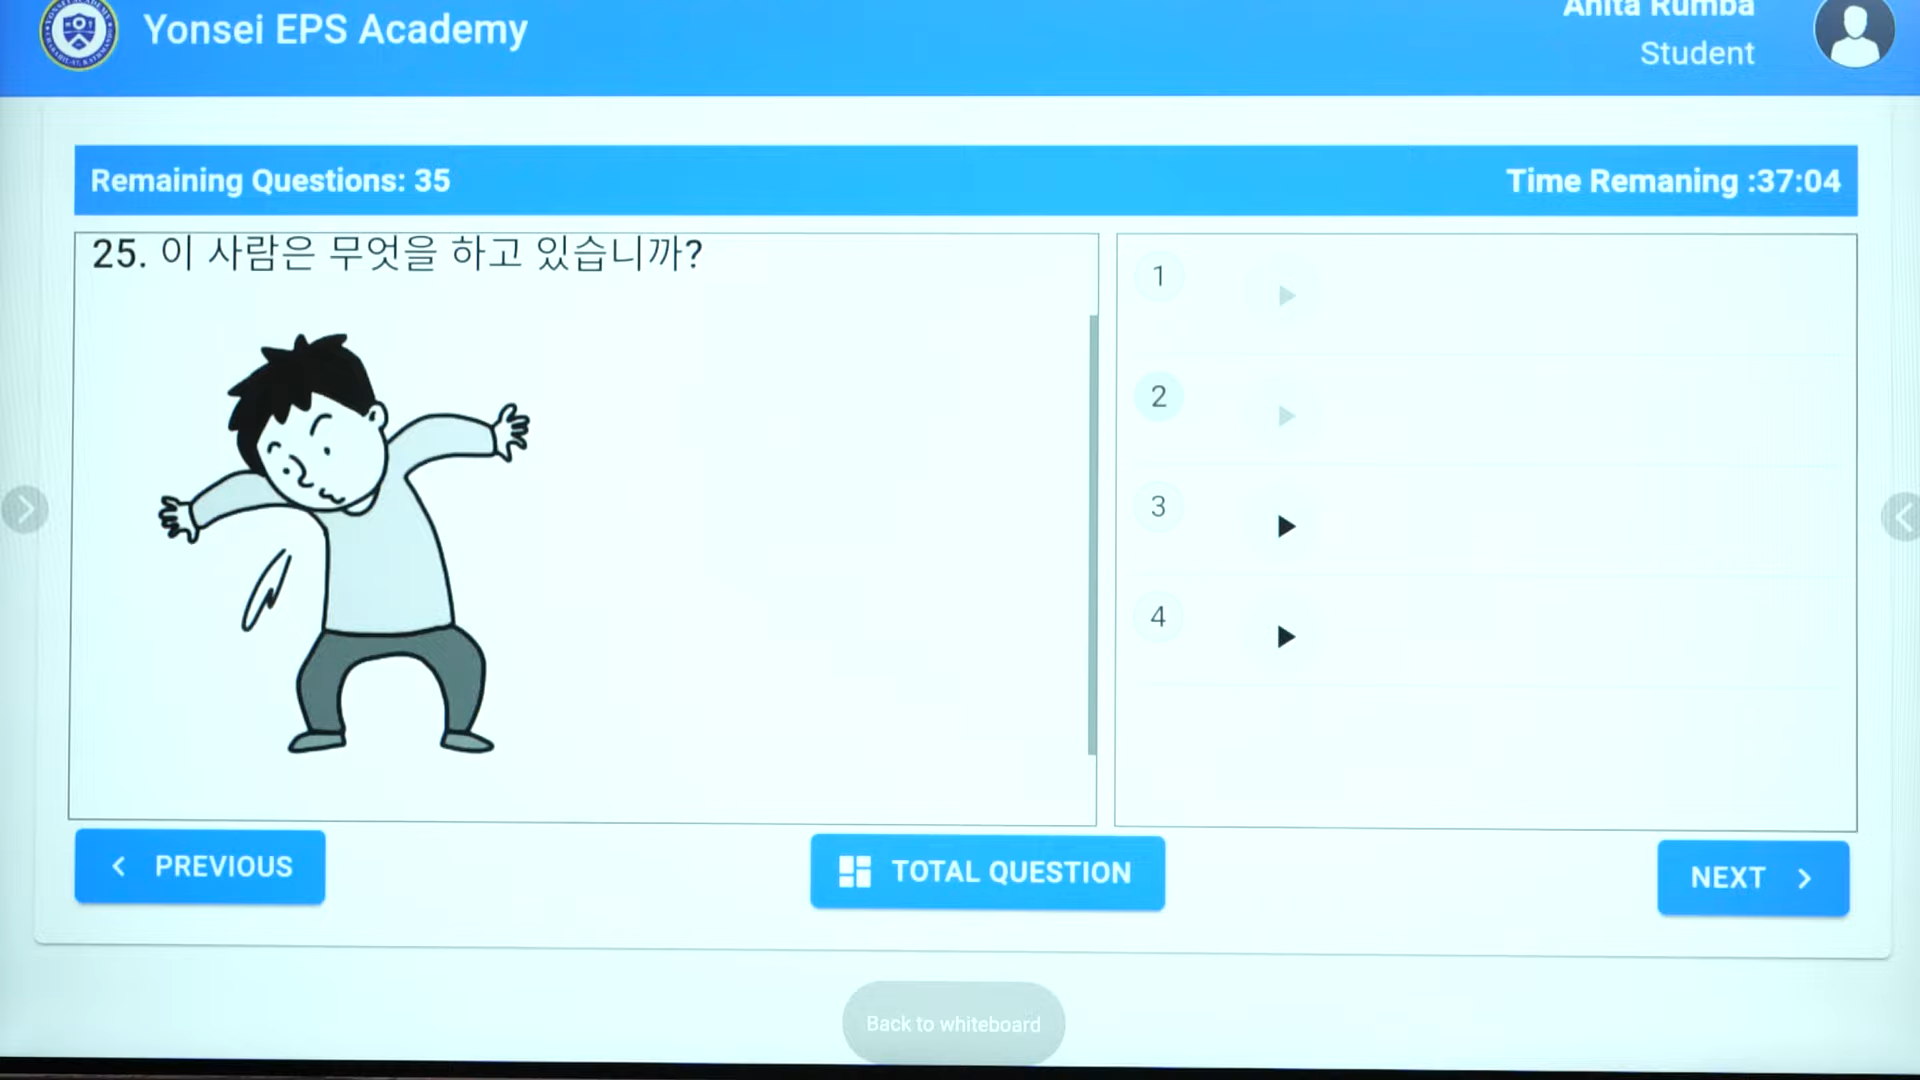 Yonsei EPS Academy
Anita Rumba
Student
Remaining Questions: 35
Time Remaning :37:04
25. 이 사람은 무엇을 하고 있습니까?
1
2
3
4
PREVIOUS
TOTAL QUESTION
NEXT
Back to whiteboard